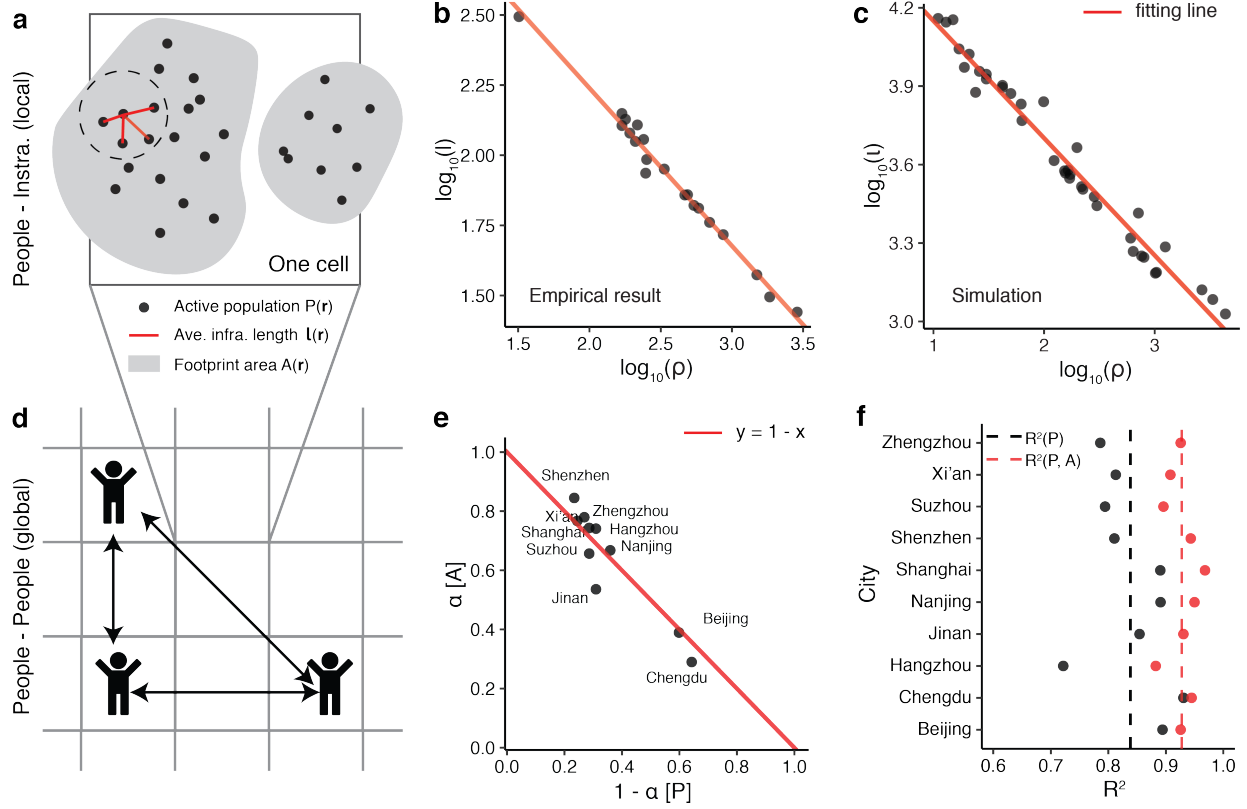 a
People - Instra. (local)
One cell
Active population P(r)
Ave. infra. length l(r)
Footprint area A(r)
b
log10(l)
2.50
2.25
2.00
1.75
1.50
Empirical result
1.5 2.0 2.5 3.0 3.5
log10(ρ)
c
fitting line
log10(ι)
4.2
3.9
3.6
3.3
3.0
Simulation
1 2 3
log10(ρ)
d
People - People (global)
e
y = 1 - x
α [A]
1.0
0.8
0.6
0.4
0.2
0.0
Shenzhen
Zhengzhou
Xi'an
Hangzhou
Shanghai
Nanjing
Suzhou
Jinan
Beijing
Chengdu
0.0 0.2 0.4 0.6 0.8 1.0
1 - α [P]
f
R²(P)
R²(P, A)
City
Zhengzhou
Xi'an
Suzhou
Shenzhen
Shanghai
Nanjing
Jinan
Hangzhou
Chengdu
Beijing
0.6 0.7 0.8 0.9 1.0
R²